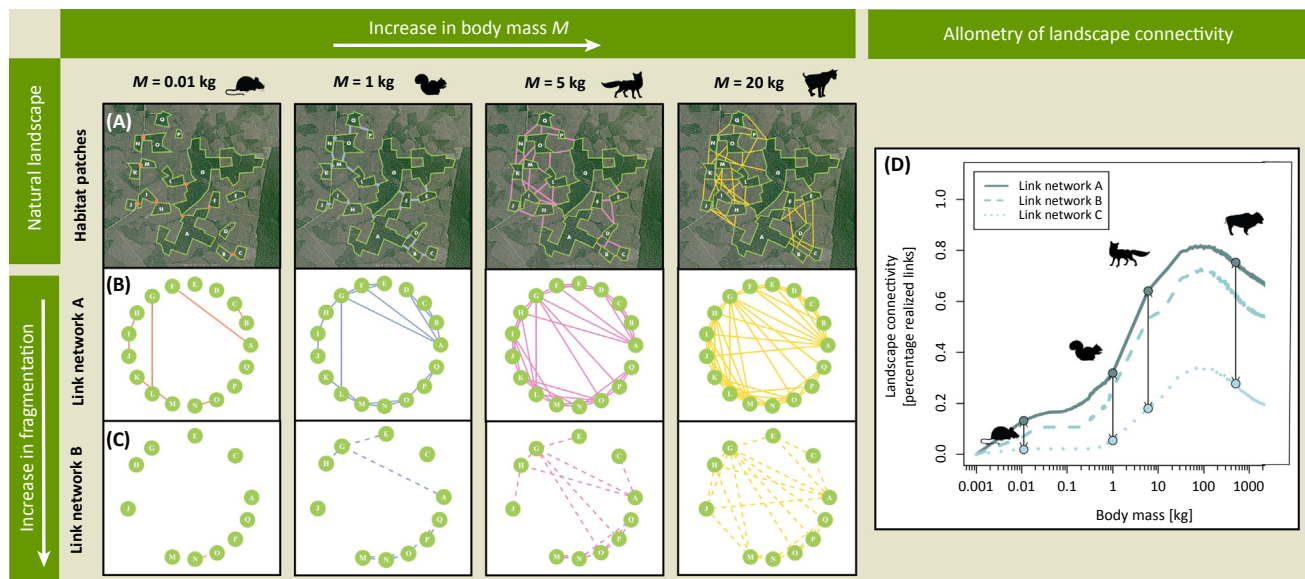 Increase in body mass M
Allometry of landscape connectivity
Natural landscape
Increase in fragmentation
M = 0.01 kg
M = 1 kg
M = 5 kg
M = 20 kg
Habitat patches
Link network A
Link network B
(A)
(B)
F E D C B A Q P O N M L K J I H G
F E D C B A Q P O N M L K J I H G
F E D C B A Q P O N M L K J I H G
F E D C B A Q P O N M L K J I H G
(C)
G E C A Q P O N M J H
G E C A Q P O N M J H
G E C A Q P O N M J H
G E C A Q P O N M J H
(D)
Link network A
Link network B
Link network C
Landscape connectivity
[percentage realized links]
1.0
0.8
0.6
0.4
0.2
0.0
0.001 0.01 0.1 1 10 100 1000
Body mass [kg]